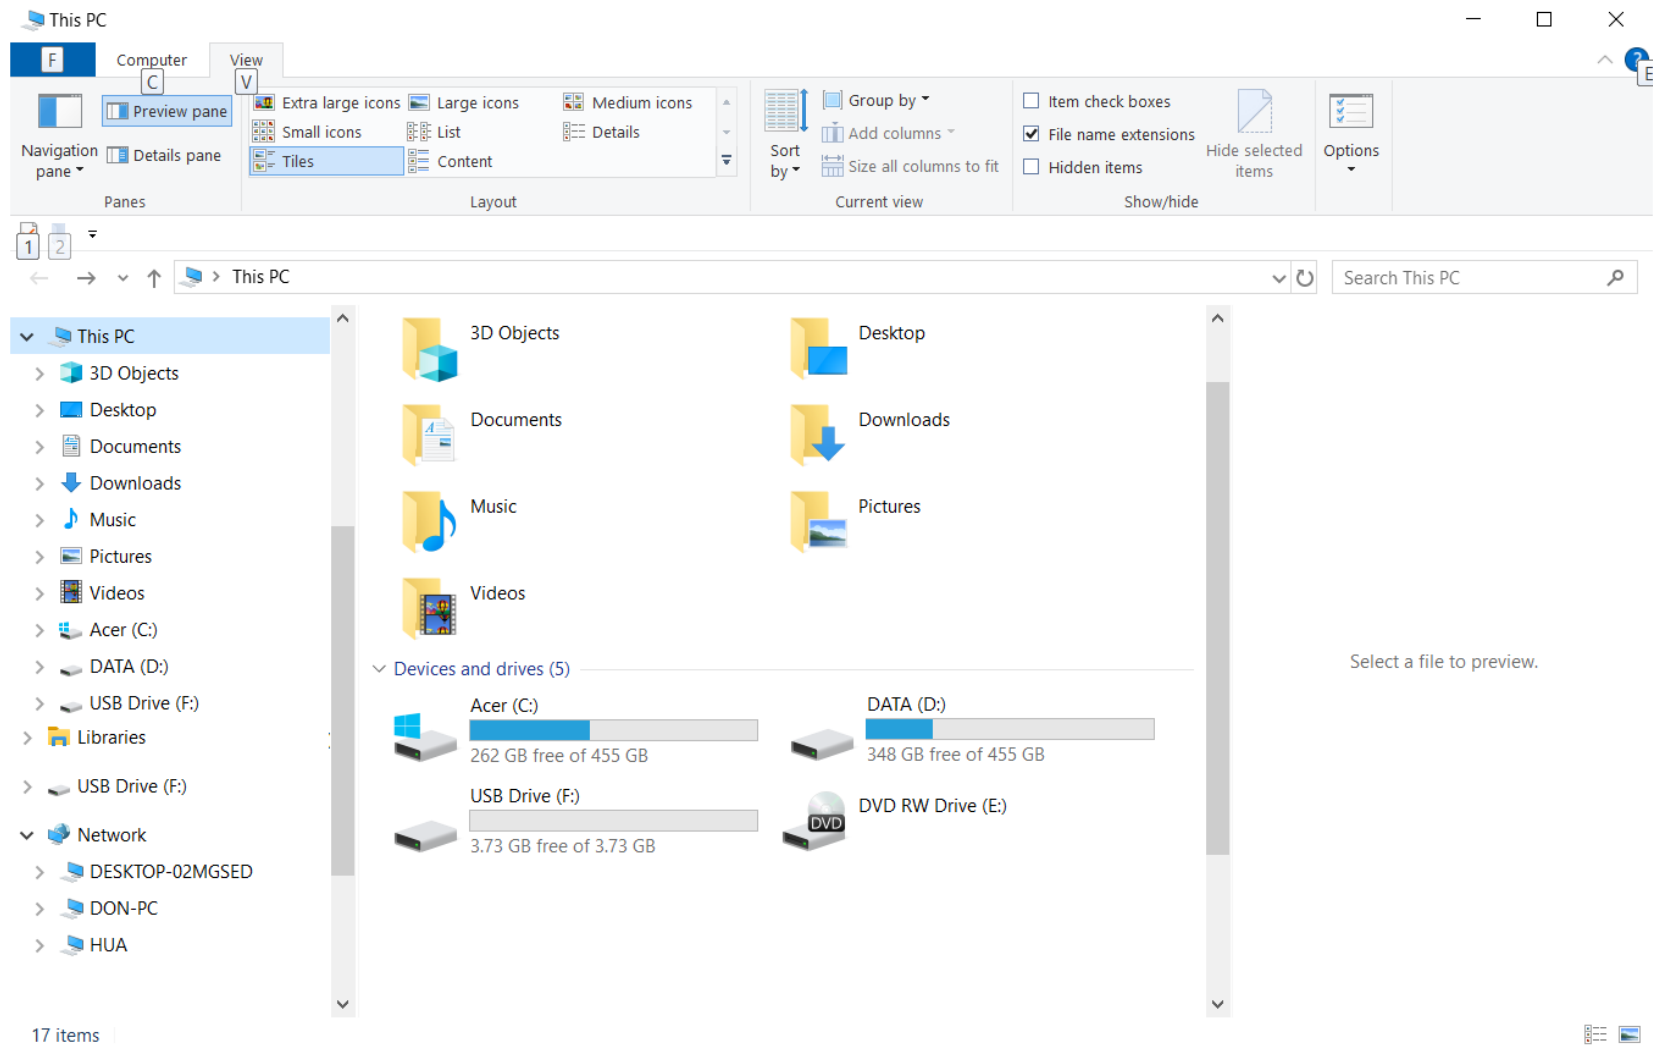 This PC
F
Computer
View
C
V
E
?
Navigation pane
Preview pane
Details pane
Panes
Extra large icons
Large icons
Medium icons
Small icons
List
Details
Tiles
Content
Layout
Sort by
Group by
Add columns
Size all columns to fit
Current view
Item check boxes
File name extensions
Hidden items
Hide selected items
Show/hide
Options
1
2
This PC
Search This PC
This PC
3D Objects
Desktop
Documents
Downloads
Music
Pictures
Videos
Acer (C:)
DATA (D:)
USB Drive (F:)
Libraries
USB Drive (F:)
Network
DESKTOP-02MGSED
DON-PC
HUA
3D Objects
Desktop
Documents
Downloads
Music
Pictures
Videos
Devices and drives (5)
Acer (C:)
262 GB free of 455 GB
DATA (D:)
348 GB free of 455 GB
USB Drive (F:)
3.73 GB free of 3.73 GB
DVD
DVD RW Drive (E:)
Select a file to preview.
17 items